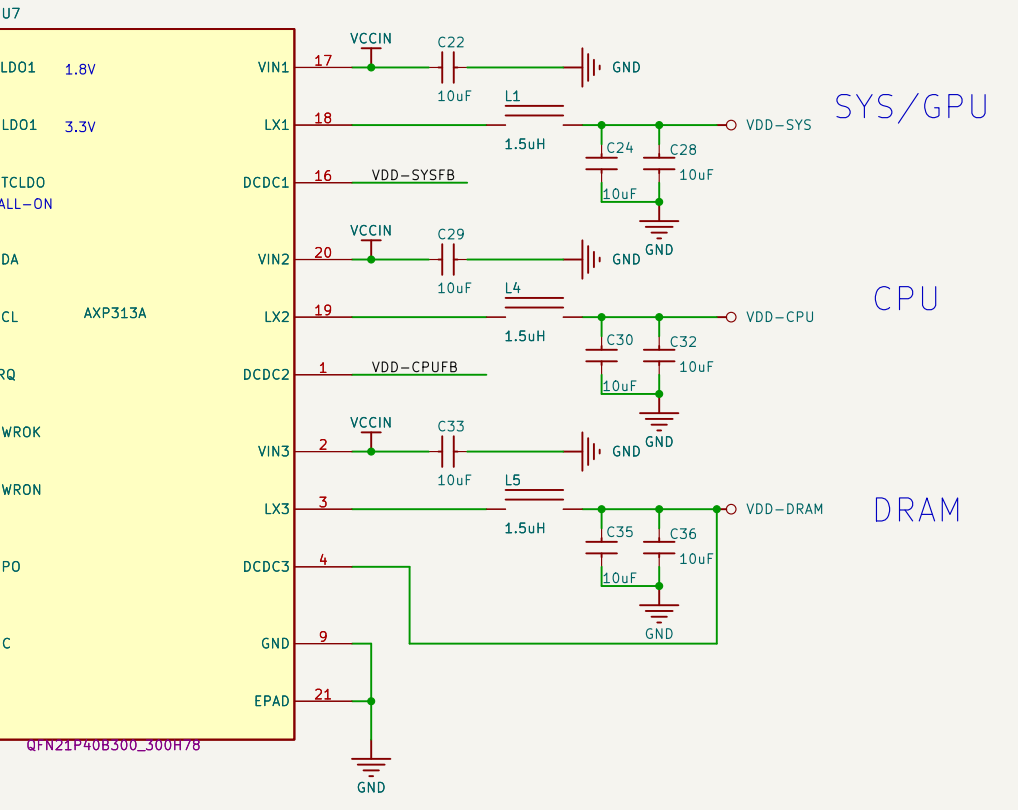 U7
VCCIN
C22
LDO1 1.8V
VIN1 17
GND
10uF
L1
SYS/GPU
LDO1 3.3V
LX1 18
VDD-SYS
1.5uH
C24
C28
TCLDO
DCDC1 16
VDD-SYSFB
10uF
10uF
ALL-ON
GND
VCCIN
C29
DA
VIN2 20
GND
10uF
L4
CPU
AXP313A
CL
LX2 19
VDD-CPU
1.5uH
C30
C32
RQ
DCDC2 1
VDD-CPUFB
10uF
10uF
GND
VCCIN
C33
WROK
VIN3 2
GND
10uF
L5
WRON
LX3 3
VDD-DRAM
DRAM
1.5uH
C35
C36
PO
DCDC3 4
10uF
10uF
GND
C
GND 9
EPAD 21
QFN21P40B300_300H78
GND